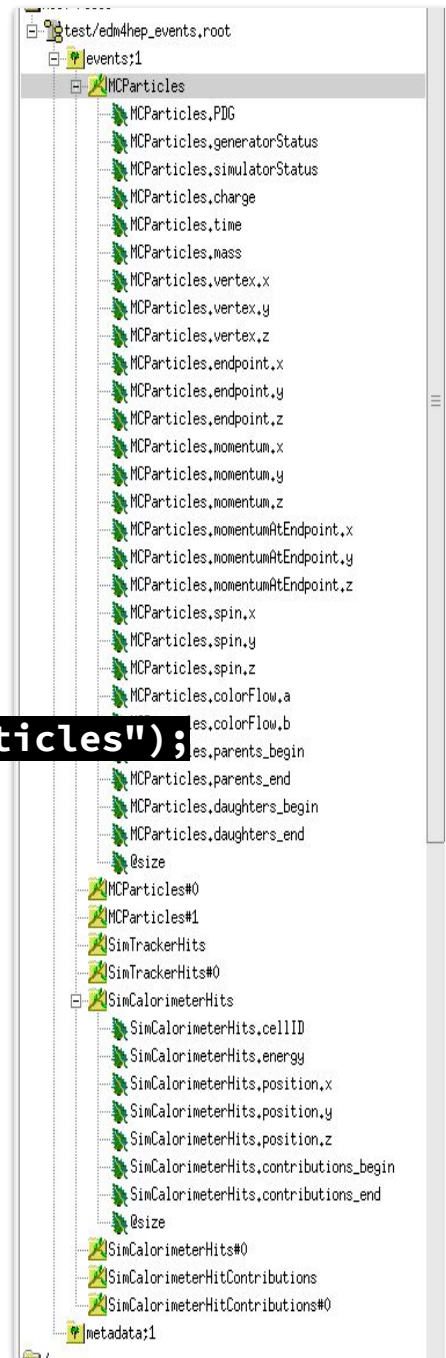 test/edm4hep_events.root
events;1
MCParticles
MCParticles.PDG
MCParticles.generatorStatus
MCParticles.simulatorStatus
MCParticles.charge
MCParticles.time
MCParticles.mass
MCParticles.vertex.x
MCParticles.vertex.y
MCParticles.vertex.z
MCParticles.endpoint.x
MCParticles.endpoint.y
MCParticles.endpoint.z
MCParticles.momentum.x
MCParticles.momentum.y
MCParticles.momentum.z
MCParticles.momentumAtEndpoint.x
MCParticles.momentumAtEndpoint.y
MCParticles.momentumAtEndpoint.z
MCParticles.spin.x
MCParticles.spin.y
MCParticles.spin.z
MCParticles.colorFlow.a
les.colorFlow.b
ticles");
es.parents_begin
MCParticles.parents_end
MCParticles.daughters_begin
MCParticles.daughters_end
@size
MCParticles#0
MCParticles#1
SimTrackerHits
SimTrackerHits#0
SimCalorimeterHits
SimCalorimeterHits.cellID
SimCalorimeterHits.energy
SimCalorimeterHits.position.x
SimCalorimeterHits.position.y
SimCalorimeterHits.position.z
SimCalorimeterHits.contributions_begin
SimCalorimeterHits.contributions_end
@size
SimCalorimeterHits#0
SimCalorimeterHitContributions
SimCalorimeterHitContributions#0
metadata;1